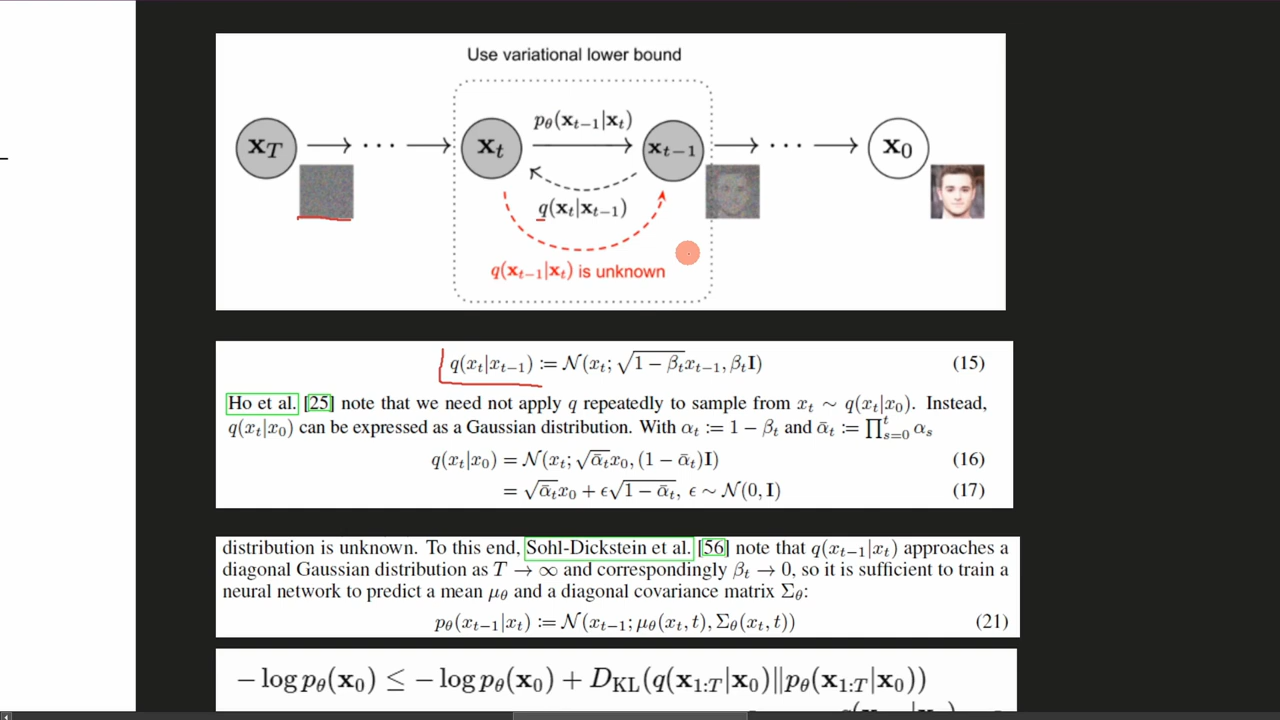 Use variational lower bound
x_T → ⋯ → x_t p_θ(x_{t−1}|x_t) x_{t−1} → ⋯ → x_0
q(x_t|x_{t−1})
q(x_{t−1}|x_t) is unknown
q(x_t|x_{t−1}) := N(x_t; √(1 − β_t)x_{t−1}, β_tI) (15)
Ho et al. [25] note that we need not apply q repeatedly to sample from x_t ∼ q(x_t|x_0). Instead,
q(x_t|x_0) can be expressed as a Gaussian distribution. With α_t := 1 − β_t and ᾱ_t := ∏_{s=0}^t α_s
q(x_t|x_0) = N(x_t; √ᾱ_t x_0, (1 − ᾱ_t)I) (16)
= √ᾱ_t x_0 + ϵ√(1 − ᾱ_t), ϵ ∼ N(0, I) (17)
distribution is unknown. To this end, Sohl-Dickstein et al. [56] note that q(x_{t−1}|x_t) approaches a
diagonal Gaussian distribution as T → ∞ and correspondingly β_t → 0, so it is sufficient to train a
neural network to predict a mean μ_θ and a diagonal covariance matrix Σ_θ:
p_θ(x_{t−1}|x_t) := N(x_{t−1}; μ_θ(x_t, t), Σ_θ(x_t, t)) (21)
− log p_θ(x_0) ≤ − log p_θ(x_0) + D_KL(q(x_{1:T}|x_0)‖p_θ(x_{1:T}|x_0))